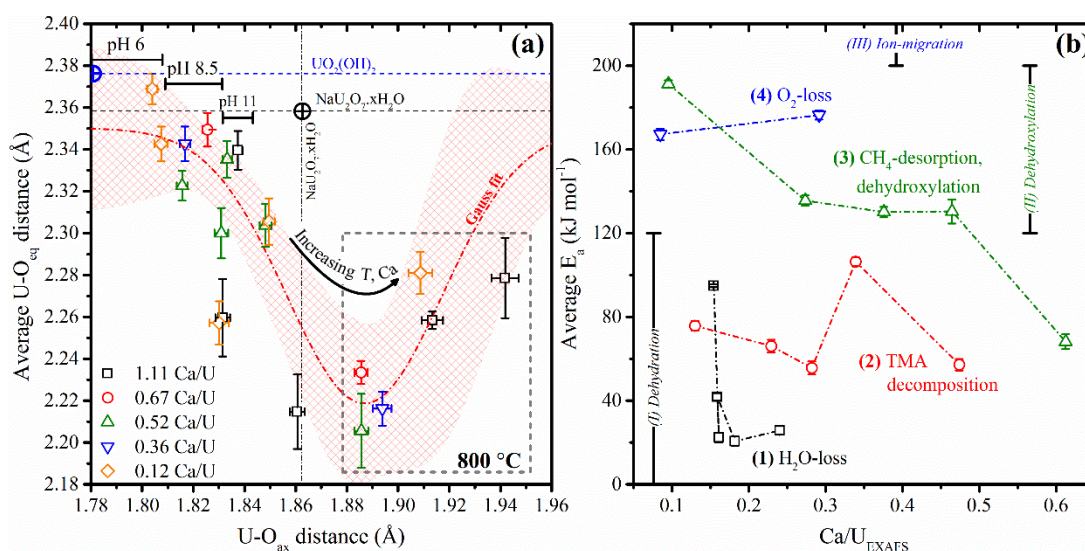 (a)
2.40
2.38
2.36
2.34
2.32
2.30
2.28
2.26
2.24
2.22
2.20
2.18
Average U-Oeq distance (Å)
pH 6
pH 8.5
pH 11
UO2(OH)2
NaU2O7.xH2O
NaU2O7.xH2O
Gauss fit
Increasing T, Ca
1.11 Ca/U
0.67 Ca/U
0.52 Ca/U
0.36 Ca/U
0.12 Ca/U
800 °C
1.78 1.80 1.82 1.84 1.86 1.88 1.90 1.92 1.94 1.96
U-Oax distance (Å)
(b)
200
160
120
80
40
0
Average Ea (kJ mol-1)
(III) Ion-migration
(4) O2-loss
(3) CH4-desorption,
dehydroxylation
(II) Dehydroxylation
(2) TMA
decomposition
(I) Dehydration
(1) H2O-loss
0.1 0.2 0.3 0.4 0.5 0.6
Ca/UEXAFS